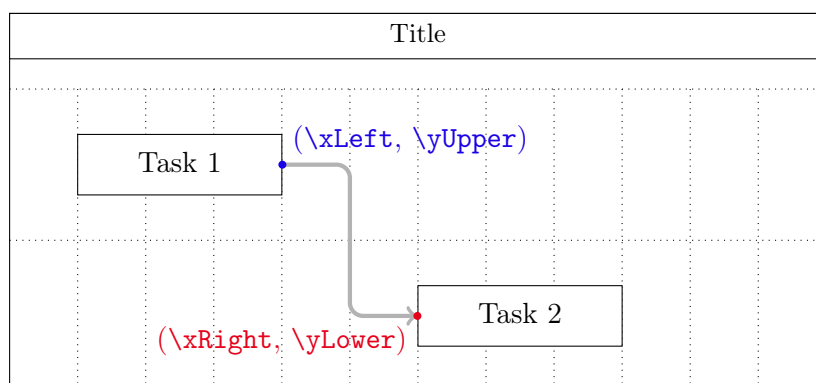 Title
(\xLeft, \yUpper)
Task 1
Task 2
(\xRight, \yLower)